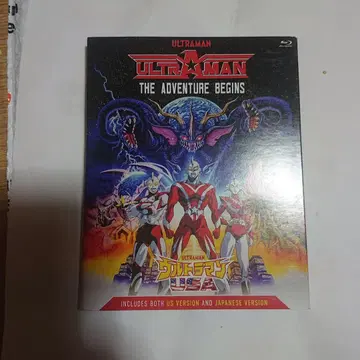 ULTRAMAN
ULTRAMAN
THE ADVENTURE BEGINS
ULTRAMAN
ウルトラマン
USA
INCLUDES BOTH US VERSION AND JAPANESE VERSION